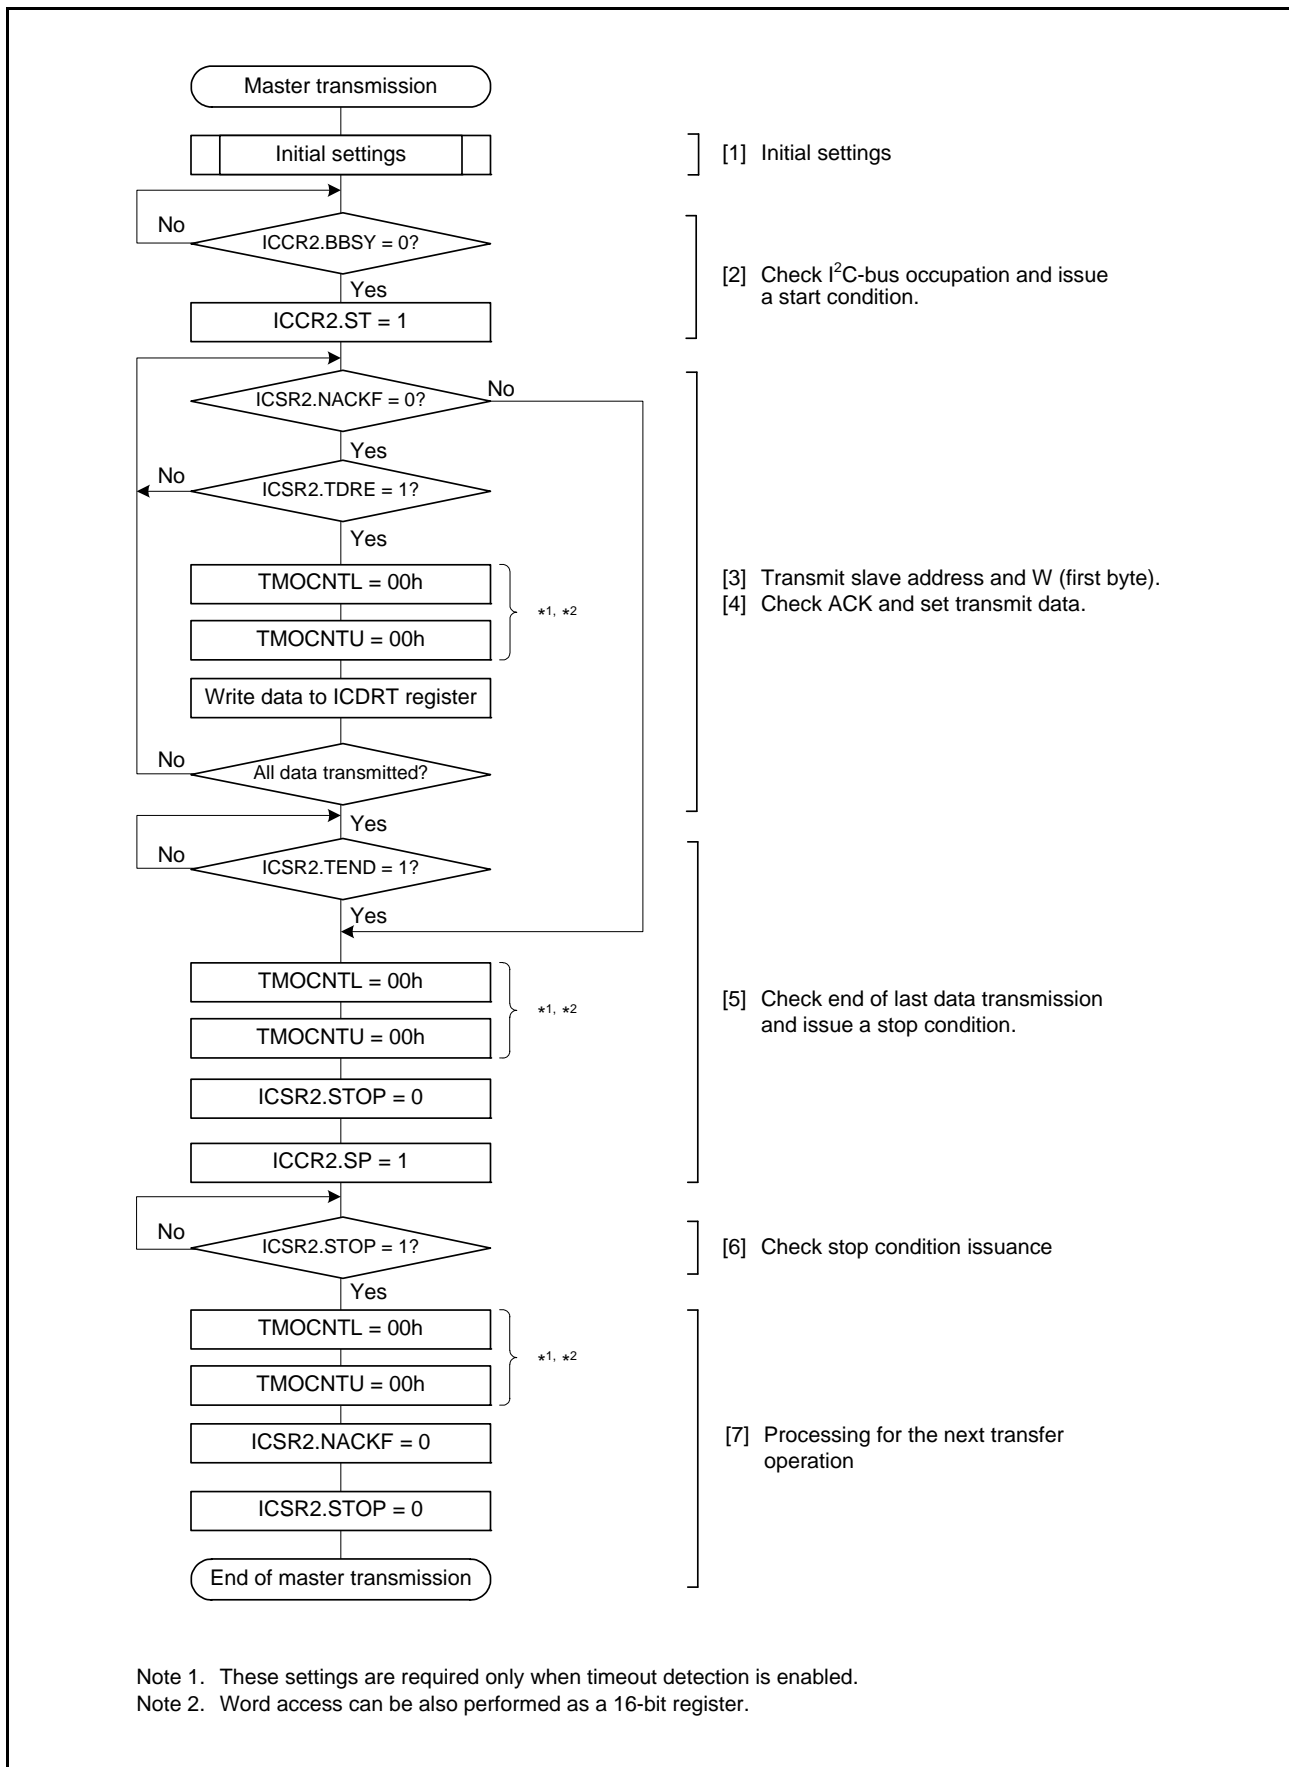 Master transmission
Initial settings
[1] Initial settings
No
ICCR2.BBSY = 0?
Yes
[2] Check I²C-bus occupation and issue
a start condition.
ICCR2.ST = 1
ICSR2.NACKF = 0?
No
Yes
No
ICSR2.TDRE = 1?
Yes
TMOCNTL = 00h
*1, *2
TMOCNTU = 00h
[3] Transmit slave address and W (first byte).
[4] Check ACK and set transmit data.
Write data to ICDRT register
No
All data transmitted?
Yes
No
ICSR2.TEND = 1?
Yes
TMOCNTL = 00h
*1, *2
TMOCNTU = 00h
[5] Check end of last data transmission
and issue a stop condition.
ICSR2.STOP = 0
ICCR2.SP = 1
No
ICSR2.STOP = 1?
[6] Check stop condition issuance
Yes
TMOCNTL = 00h
*1, *2
TMOCNTU = 00h
ICSR2.NACKF = 0
[7] Processing for the next transfer
operation
ICSR2.STOP = 0
End of master transmission
Note 1. These settings are required only when timeout detection is enabled.
Note 2. Word access can be also performed as a 16-bit register.